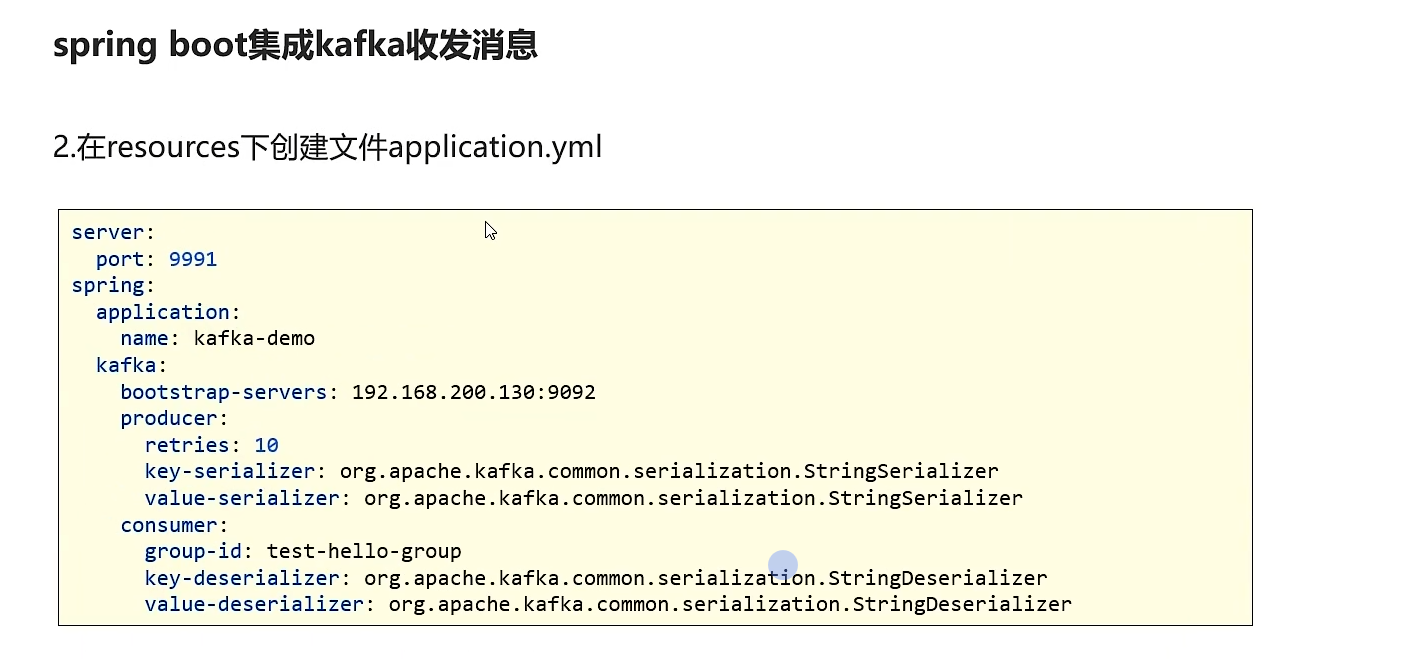 spring boot集成kafka收发消息
2.在resources下创建文件application.yml
server:
  port: 9991
spring:
  application:
    name: kafka-demo
  kafka:
    bootstrap-servers: 192.168.200.130:9092
    producer:
      retries: 10
      key-serializer: org.apache.kafka.common.serialization.StringSerializer
      value-serializer: org.apache.kafka.common.serialization.StringSerializer
    consumer:
      group-id: test-hello-group
      key-deserializer: org.apache.kafka.common.serialization.StringDeserializer
      value-deserializer: org.apache.kafka.common.serialization.StringDeserializer